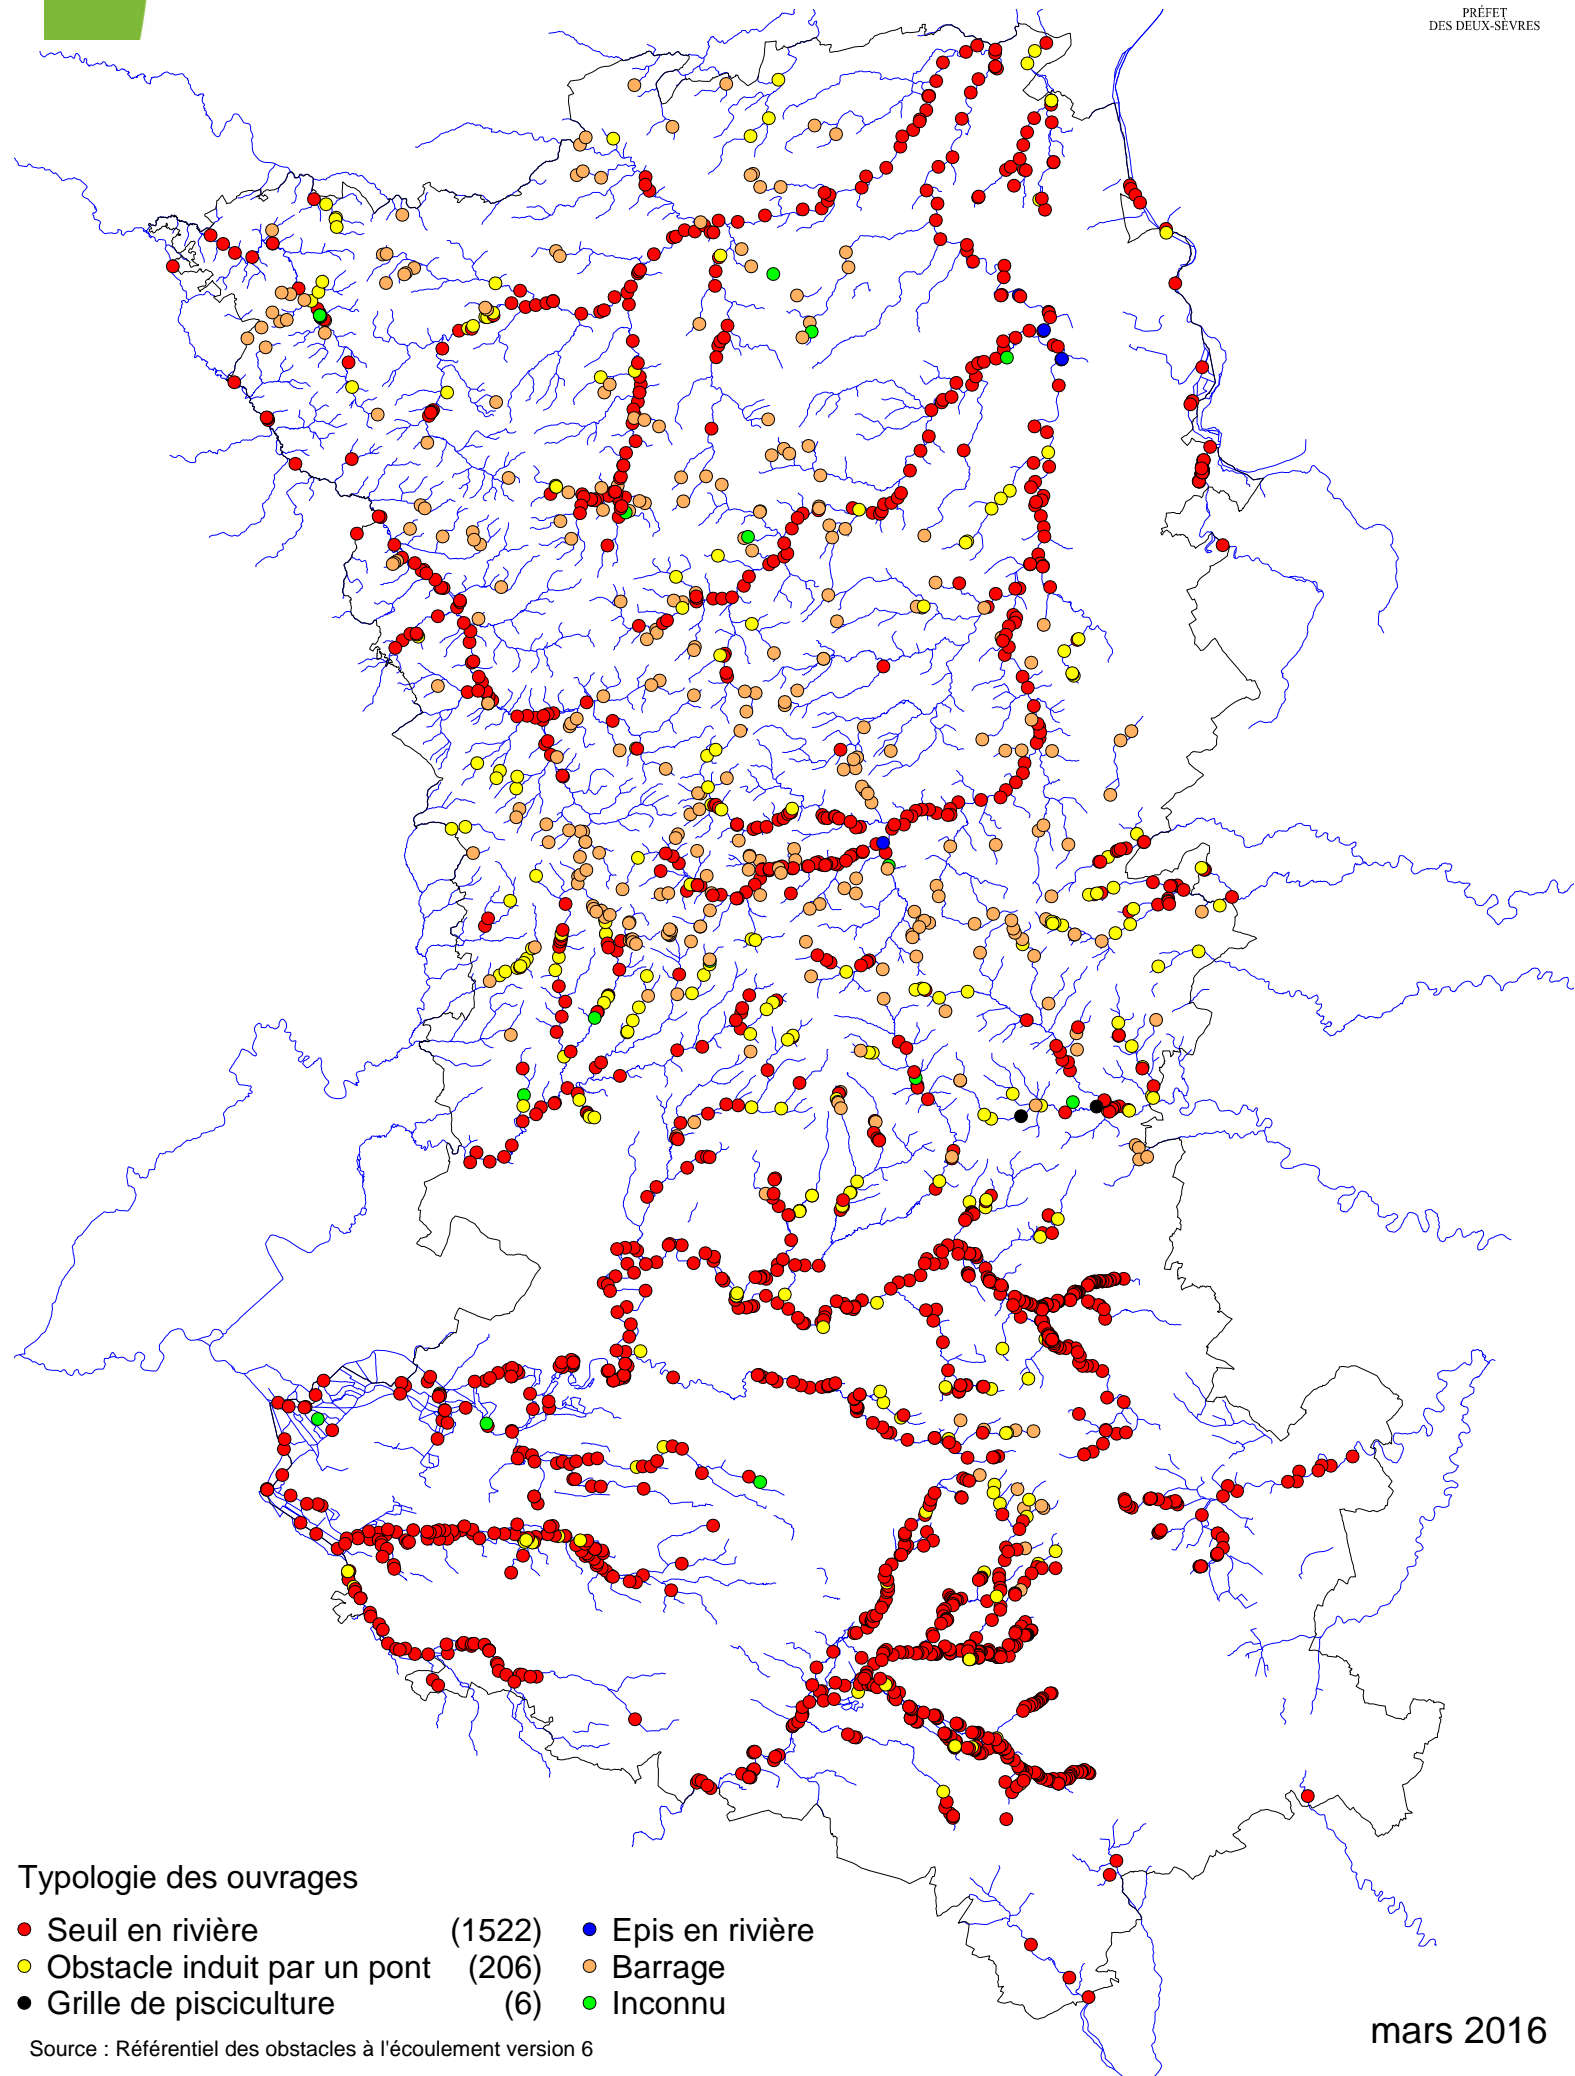 PRÉFET
DES DEUX-SÈVRES
Typologie des ouvrages
Seuil en rivière (1522)
Obstacle induit par un pont (206)
Grille de pisciculture (6)
Epis en rivière
Barrage
Inconnu
Source : Référentiel des obstacles à l'écoulement version 6
mars 2016